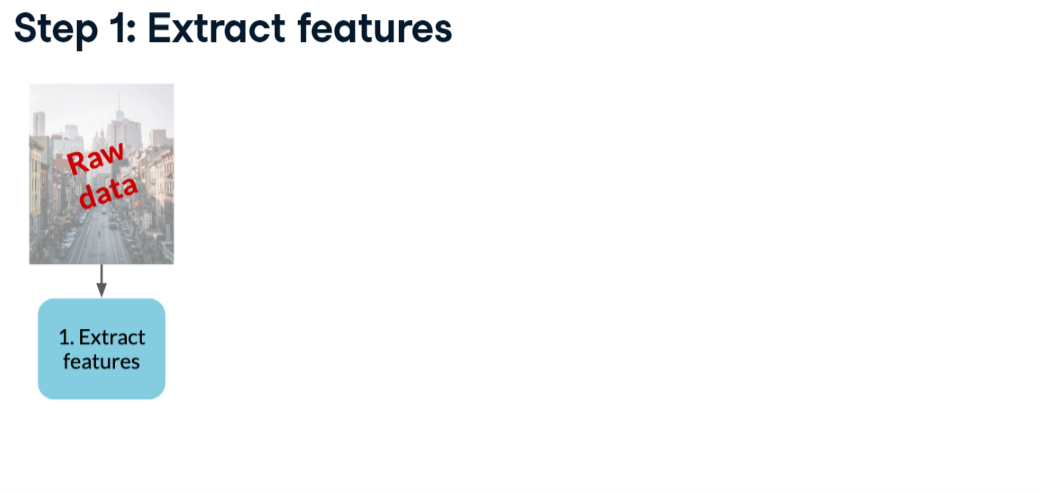 Step 1: Extract features
Raw
data
1. Extract
features